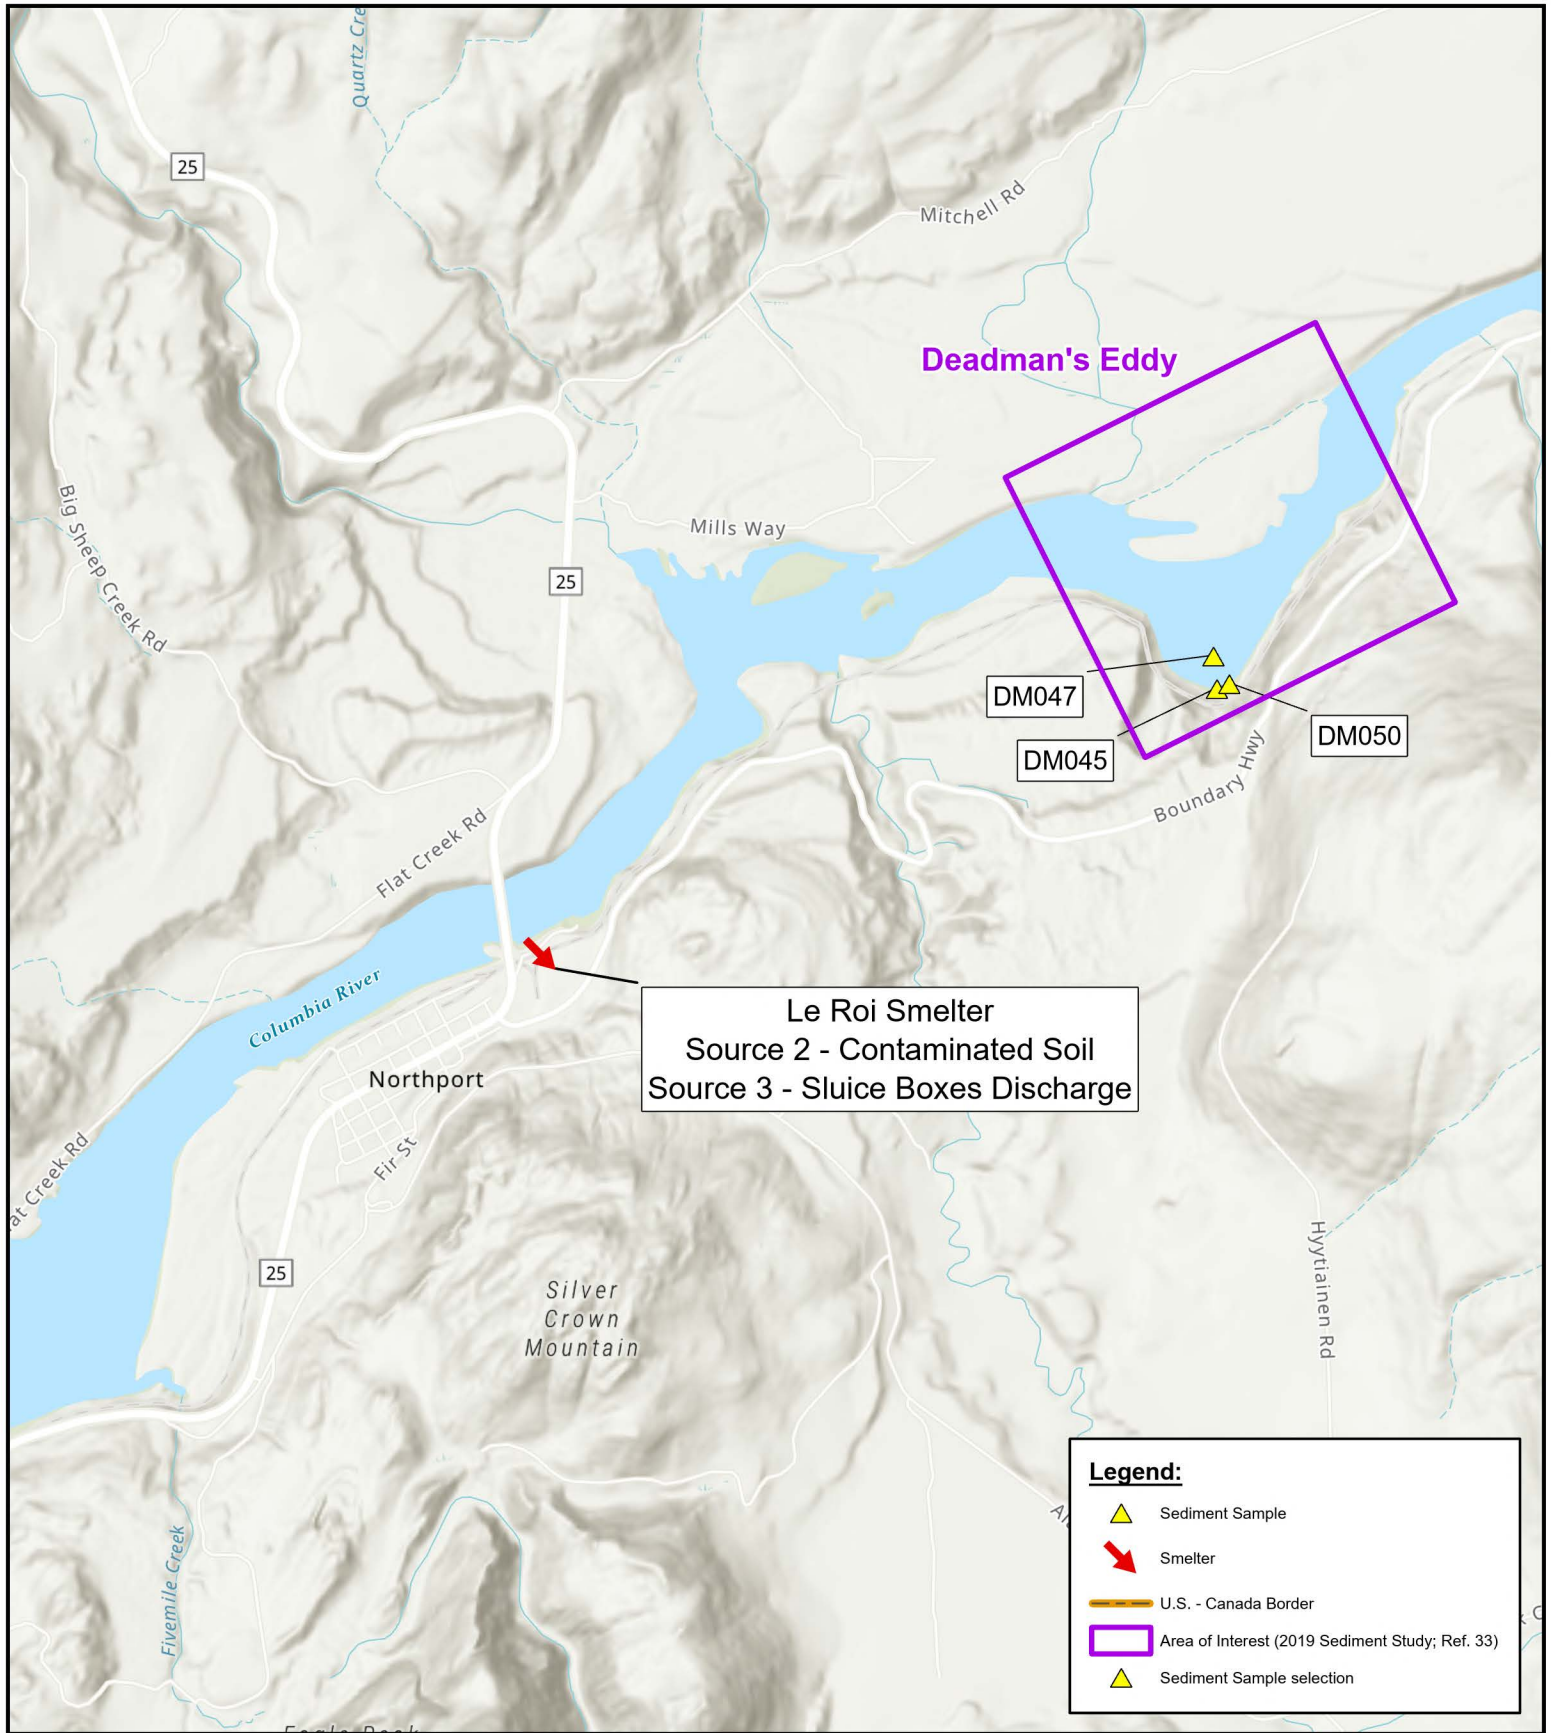 Quartz Cre
25
Mitchell Rd
Deadman's Eddy
Big Sheep Creek Rd
Mills Way
25
DM047
DM045
DM050
Boundary Hwy
Flat Creek Rd
Columbia River
Le Roi Smelter
Source 2 - Contaminated Soil
Source 3 - Sluice Boxes Discharge
Northport
at Creek Rd
Fir St
25
Silver
Crown
Mountain
Hyytiainen Rd
Fivemile Creek
Legend:
Sediment Sample
Smelter
U.S. - Canada Border
Area of Interest (2019 Sediment Study; Ref. 33)
Sediment Sample selection